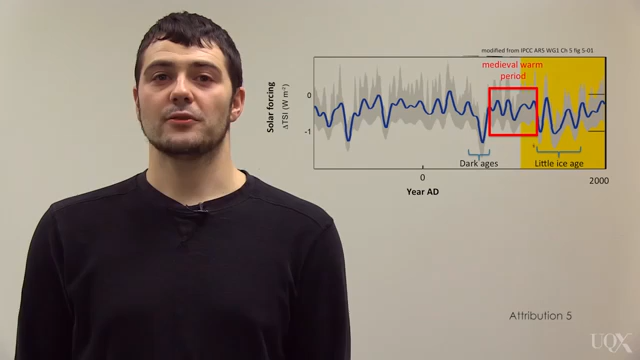 modified from IPCC AR5 WG1 Ch 5 fig 5-01
medieval warm
period
Solar forcing
ΔTSI (W m⁻²)
0
-1
Dark ages
Little ice age
0
2000
Year AD
Attribution 5
UQX